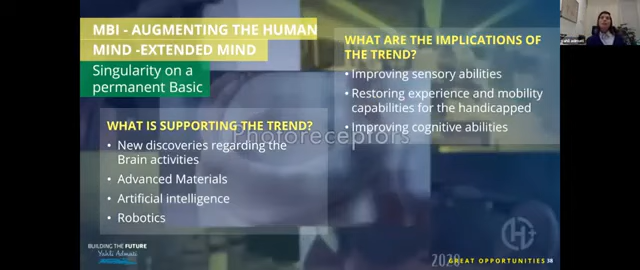 MBI - AUGMENTING THE HUMAN
MIND -EXTENDED MIND
Singularity on a
permanent Basic
WHAT IS SUPPORTING THE TREND?
• New discoveries regarding the
Brain activities
• Advanced Materials
• Artificial intelligence
• Robotics
WHAT ARE THE IMPLICATIONS OF
THE TREND?
• Improving sensory abilities
• Restoring experience and mobility
capabilities for the handicapped
• Improving cognitive abilities
Photoreceptors
BUILDING THE FUTURE
Yahli Admati
GREAT OPPORTUNITIES 38